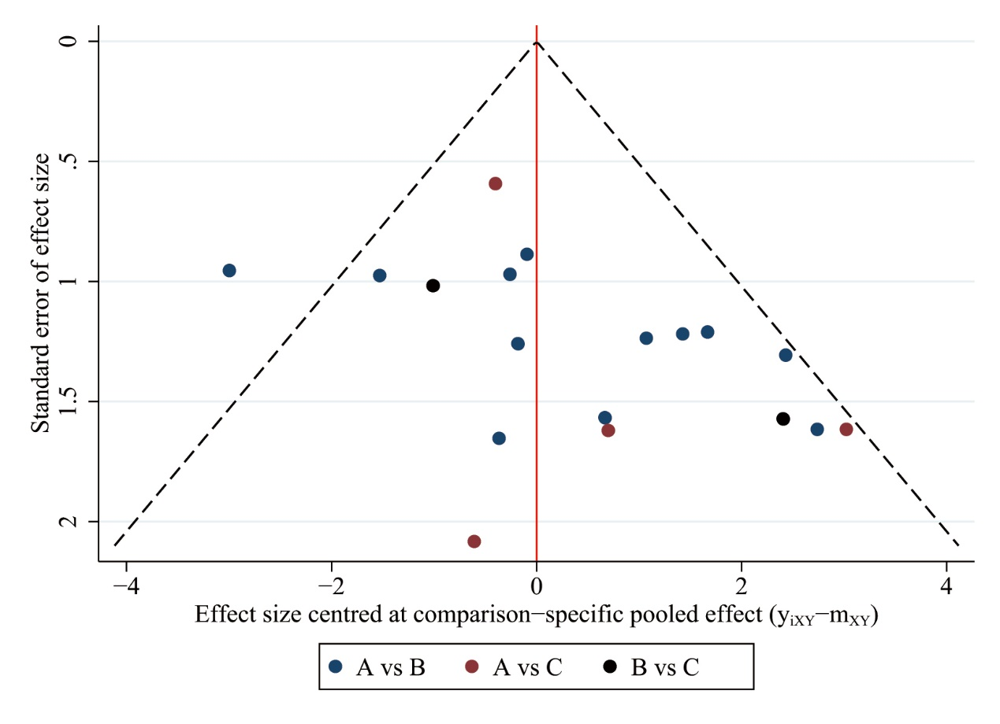 Standard error of effect size
0
.5
1
1.5
2
−4 −2 0 2 4
Effect size centred at comparison−specific pooled effect (yiXY−mXY)
A vs B A vs C B vs C